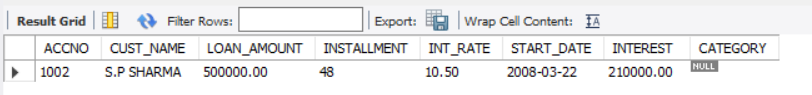 Result Grid Filter Rows: Export: Wrap Cell Content: IA
ACCNO CUST_NAME LOAN_AMOUNT INSTALLMENT INT_RATE START_DATE INTEREST CATEGORY
1002 S.P SHARMA 500000.00 48 10.50 2008-03-22 210000.00 NULL